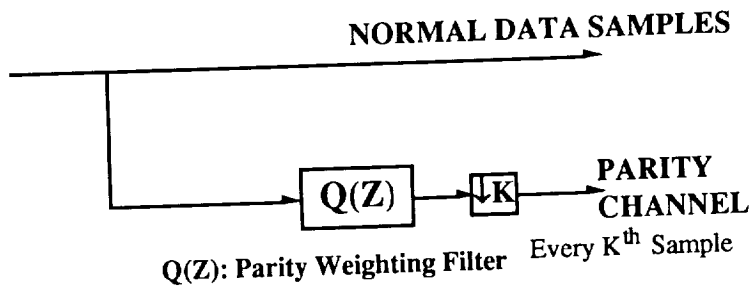 NORMAL DATA SAMPLES
Q(Z)
↓K
PARITY
CHANNEL
Every Kth Sample
Q(Z): Parity Weighting Filter